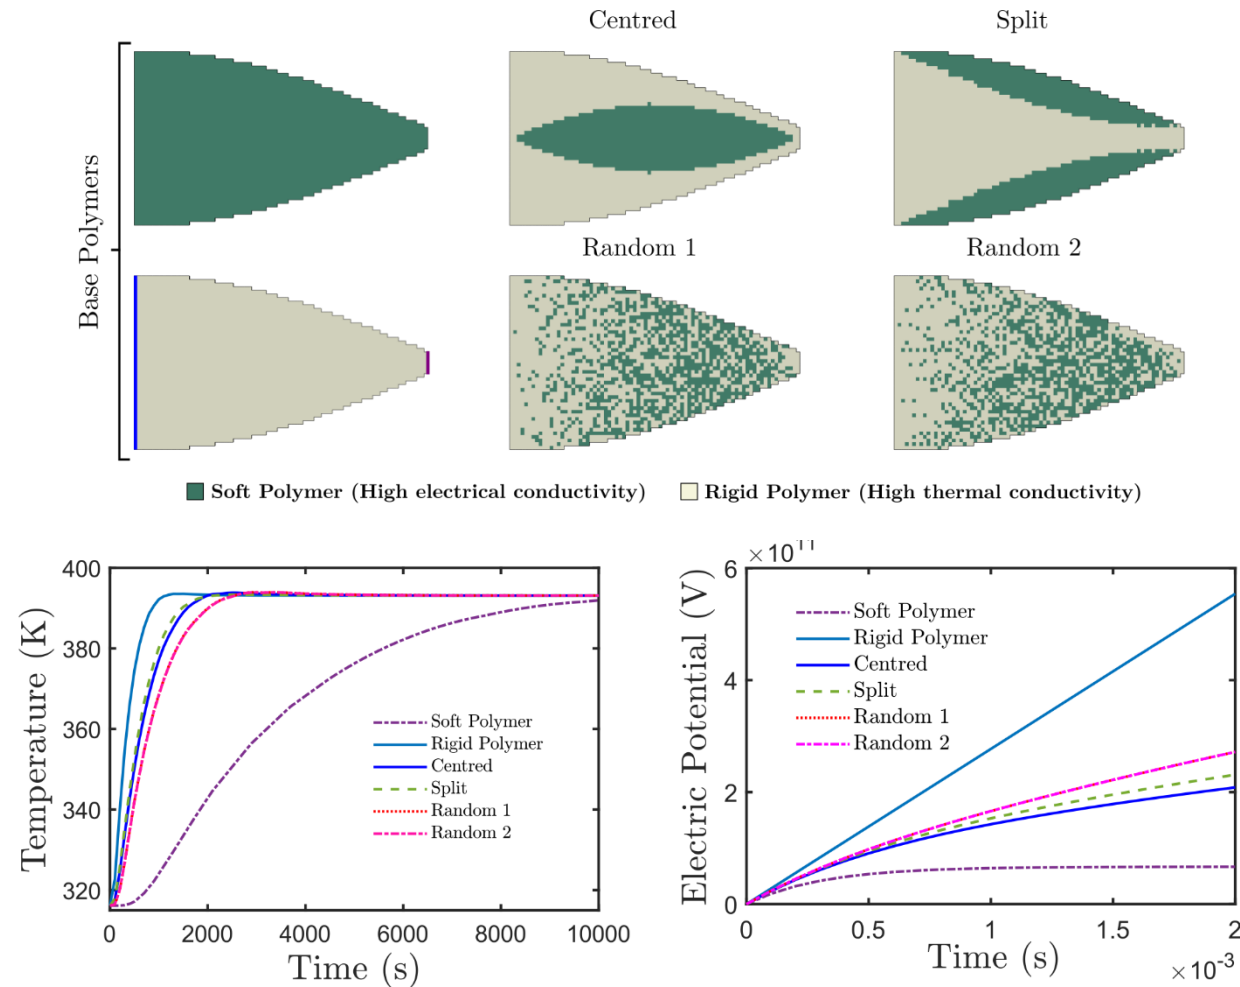 Centred
Split
Base Polymers
Random 1
Random 2
Soft Polymer (High electrical conductivity)
Rigid Polymer (High thermal conductivity)
400
380
360
340
320
Temperature (K)
Soft Polymer
Rigid Polymer
Centred
Split
Random 1
Random 2
0
2000
4000
6000
8000
10000
Time (s)
×10¹¹
6
4
2
0
Electric Potential (V)
Soft Polymer
Rigid Polymer
Centred
Split
Random 1
Random 2
0
0.5
1
1.5
2
×10⁻³
Time (s)